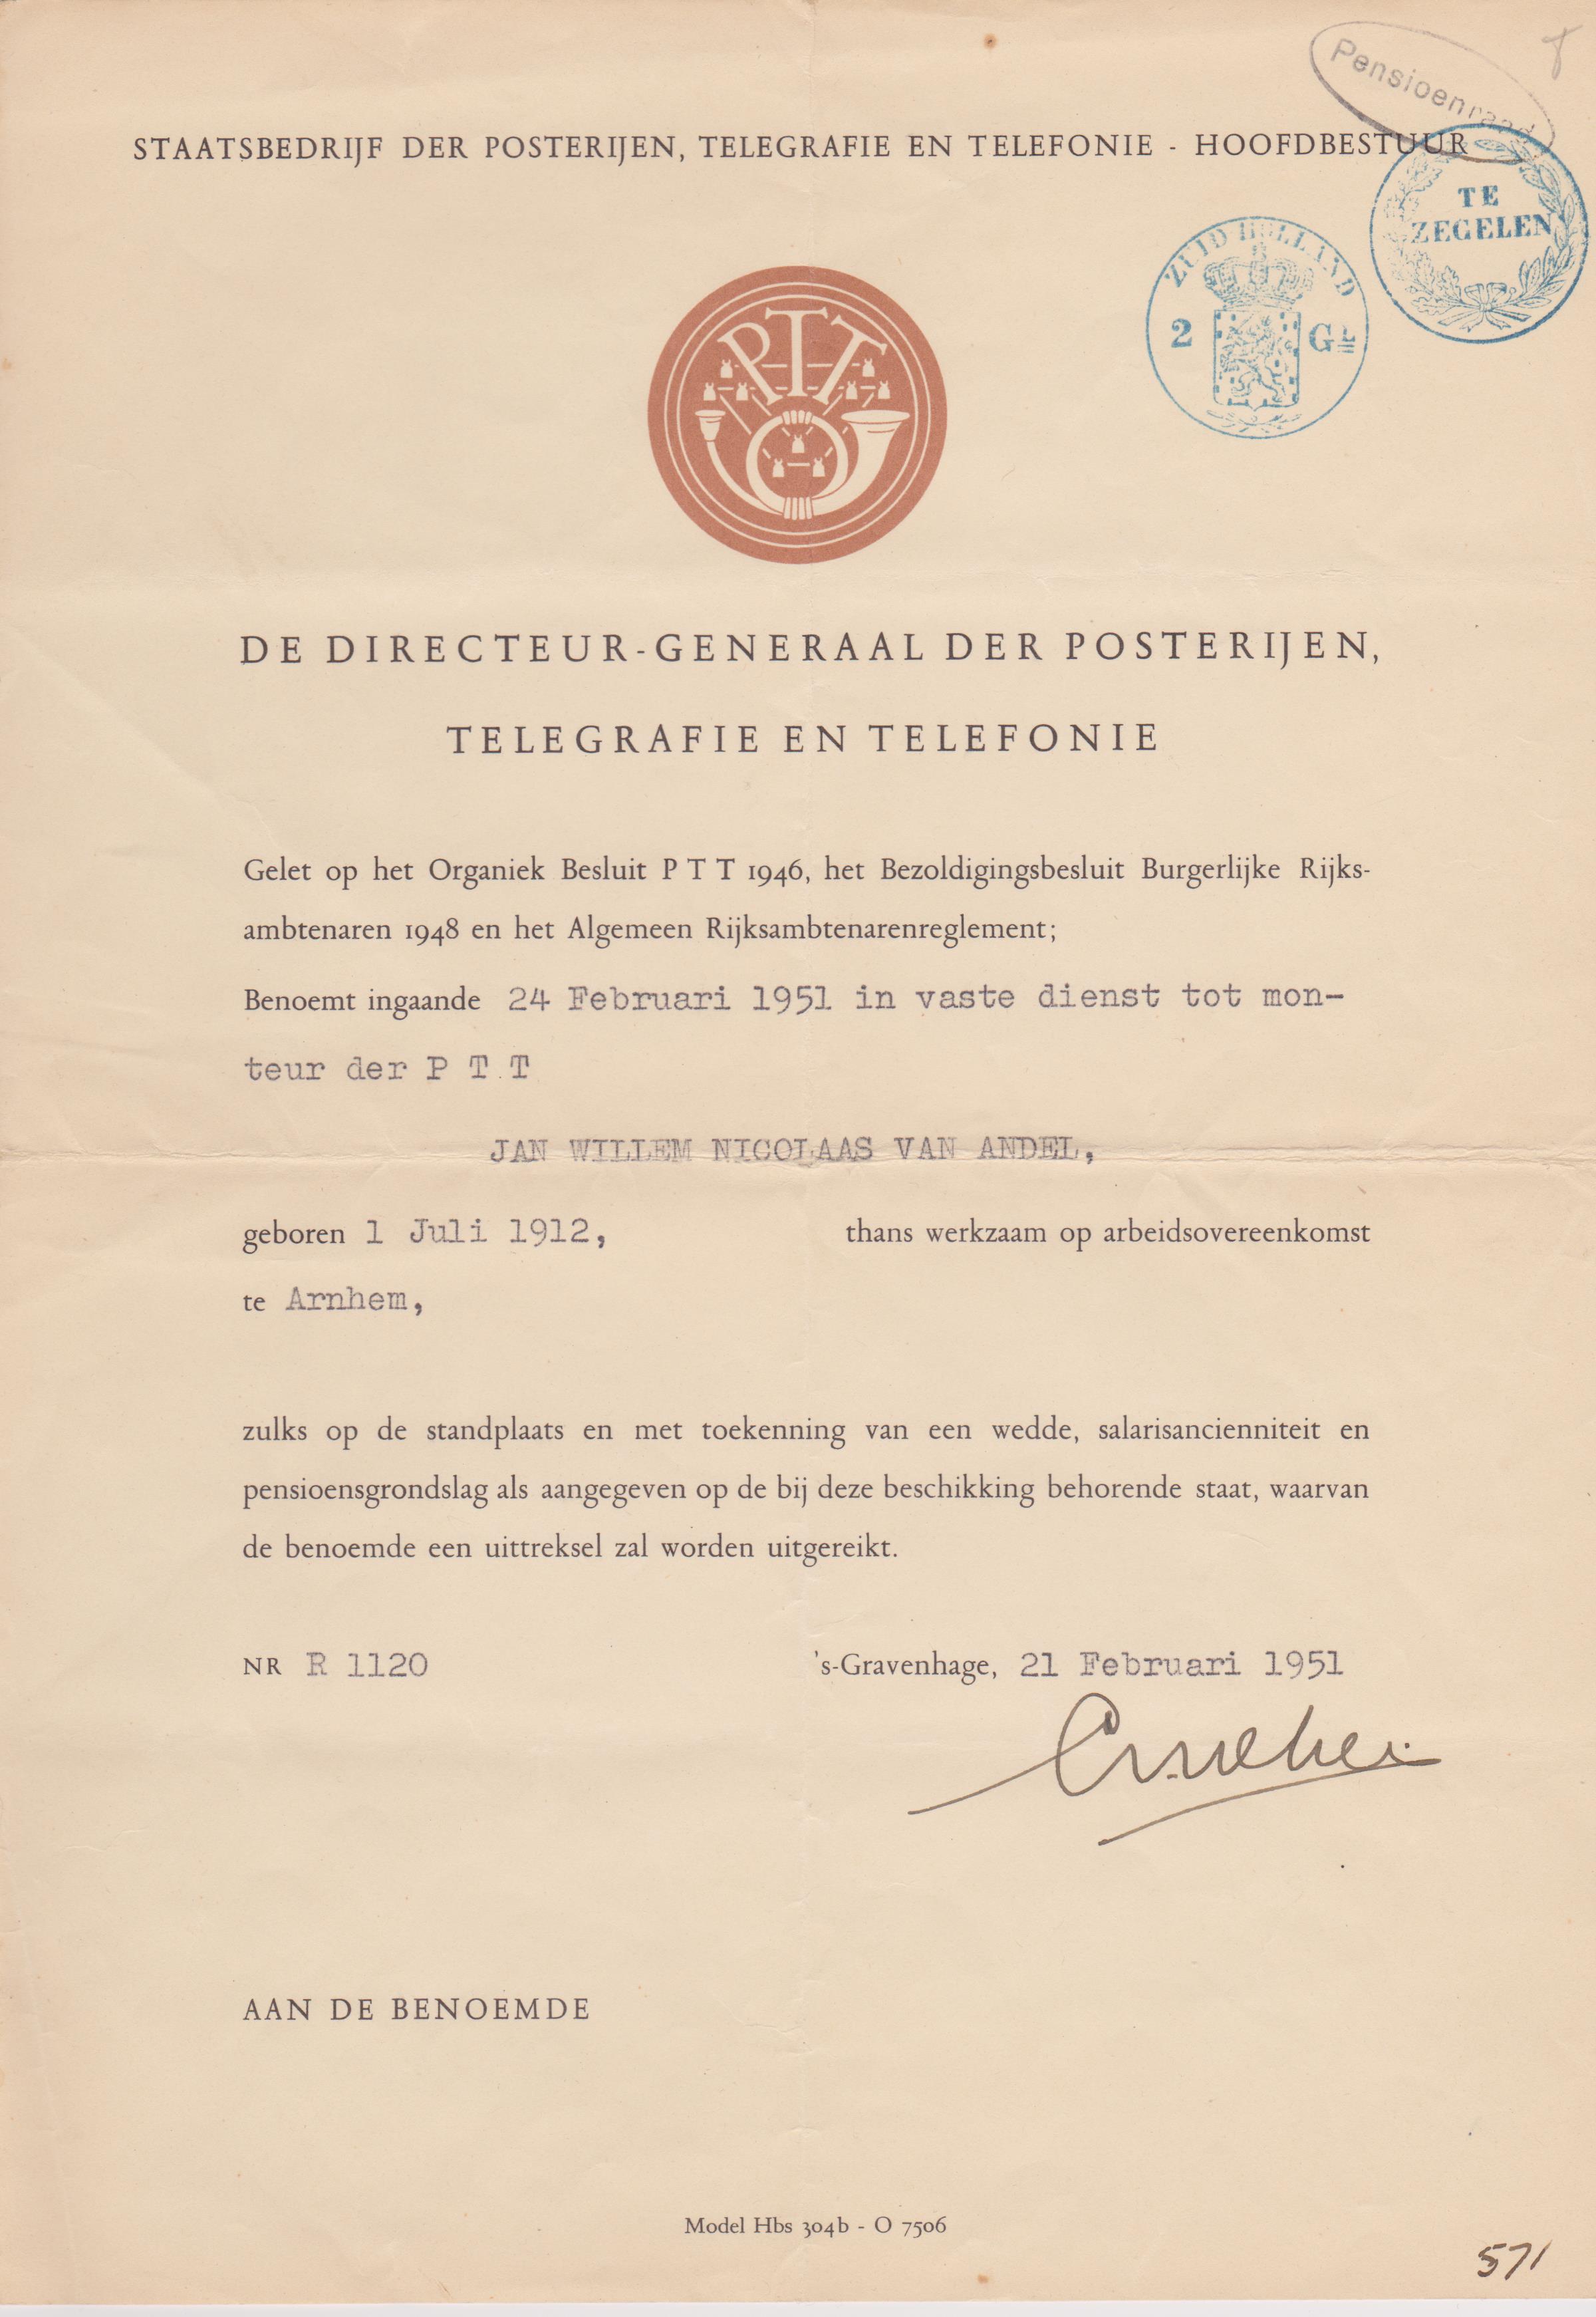 Pensioenraad
STAATSBEDRIJF DER POSTERIJEN, TELEGRAFIE EN TELEFONIE - HOOFDBESTUUR
TE
ZEGELEN
ZUID HOLLAND
2 GL
PTT
DE DIRECTEUR-GENERAAL DER POSTERIJEN,
TELEGRAFIE EN TELEFONIE
Gelet op het Organiek Besluit P T T 1946, het Bezoldigingsbesluit Burgerlijke Rijks-
ambtenaren 1948 en het Algemeen Rijksambtenarenreglement;
Benoemt ingaande 24 Februari 1951 in vaste dienst tot mon-
teur der P T T
JAN WILLEM NICOLAAS VAN ANDEL,
geboren 1 Juli 1912, thans werkzaam op arbeidsovereenkomst
te Arnhem,
zulks op de standplaats en met toekenning van een wedde, salarisancienniteit en
pensioensgrondslag als aangegeven op de bij deze beschikking behorende staat, waarvan
de benoemde een uittreksel zal worden uitgereikt.
NR R 1120 's-Gravenhage, 21 Februari 1951
AAN DE BENOEMDE
Model Hbs 304b - O 7506
571